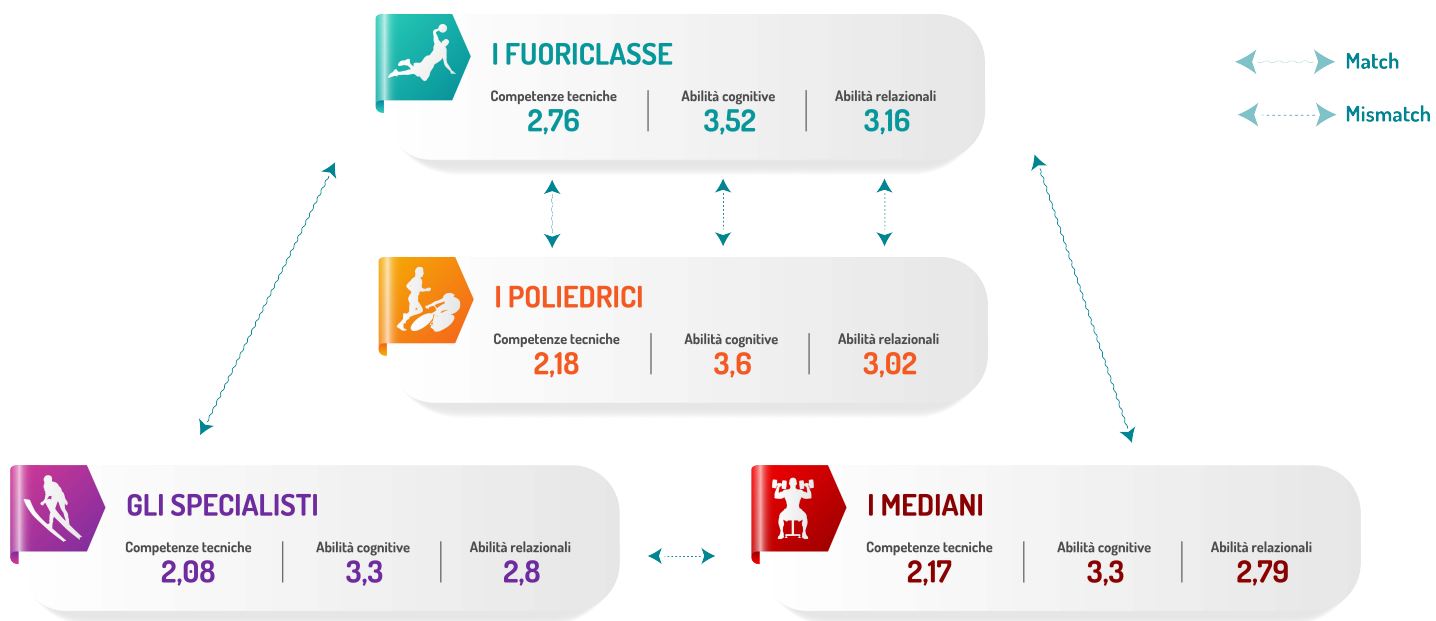 I FUORICLASSE
Competenze tecniche Abilità cognitive Abilità relazionali
2,76 3,52 3,16
Match
Mismatch
I POLIEDRICI
Competenze tecniche Abilità cognitive Abilità relazionali
2,18 3,6 3,02
GLI SPECIALISTI
Competenze tecniche Abilità cognitive Abilità relazionali
2,08 3,3 2,8
I MEDIANI
Competenze tecniche Abilità cognitive Abilità relazionali
2,17 3,3 2,79